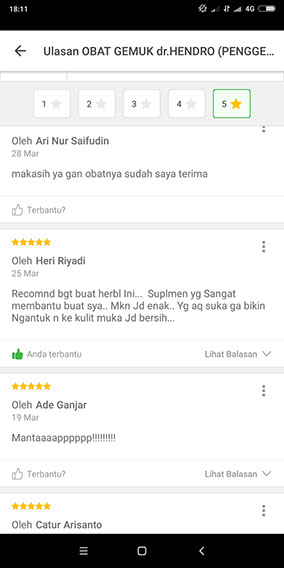 18:11
4G
Ulasan OBAT GEMUK dr.HENDRO (PENGGE...
1
2
3
4
5
Oleh Ari Nur Saifudin
28 Mar
makasih ya gan obatnya sudah saya terima
Terbantu?
Oleh Heri Riyadi
25 Mar
Recomnd bgt buat herbl Ini... Suplmen yg Sangat
membantu buat sya.. Mkn Jd enak.. Yg aq suka ga bikin
Ngantuk n ke kulit muka Jd bersih...
Anda terbantu
Lihat Balasan
Oleh Ade Ganjar
19 Mar
Mantaaaapppppp!!!!!!!!!
Terbantu?
Lihat Balasan
Oleh Catur Arisanto